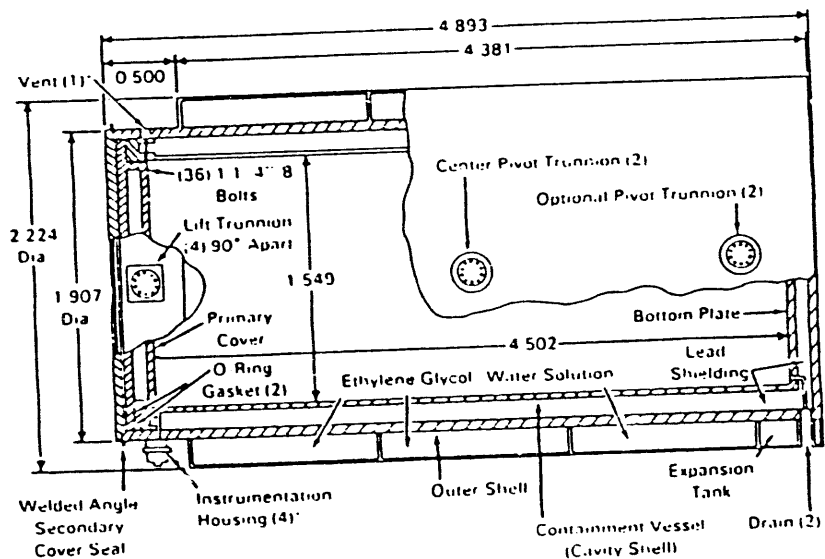 4 893
4 381
0.500
Vent (1)*
Bolts
Center Pivot Trunnion (2)
Optional Pivot Trunnion (2)
2 224
Dia
Lift Trunnion
(4) 90° Apart
1 549
1 907
Dia
Primary
Cover
Bottom Plate
4 502
O Ring
Gasket (2)
Ethylene Glycol Water Solution
Lead
Shielding
Welded Angle
Secondary
Cover Seal
Instrumentation
Housing (4)*
Outer Shell
Containment Vessel
(Cavity Shell)
Expansion
Tank
Drain (2)